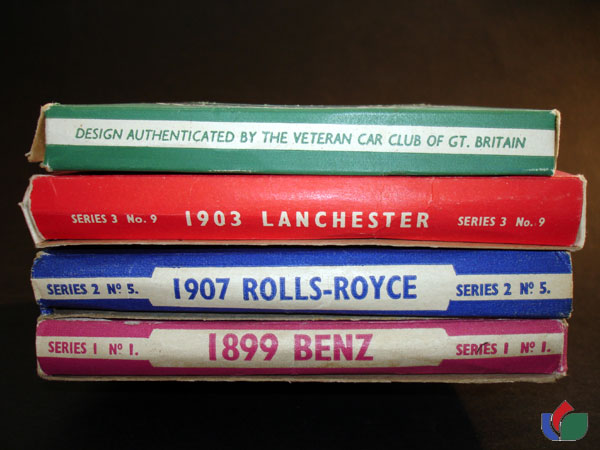 DESIGN AUTHENTICATED BY THE VETERAN CAR CLUB OF GT. BRITAIN
SERIES 3 No. 9 1903 LANCHESTER SERIES 3 No. 9
SERIES 2 Nº 5. 1907 ROLLS-ROYCE SERIES 2 Nº 5.
SERIES 1 Nº 1. 1899 BENZ SERIES 1 Nº 1.